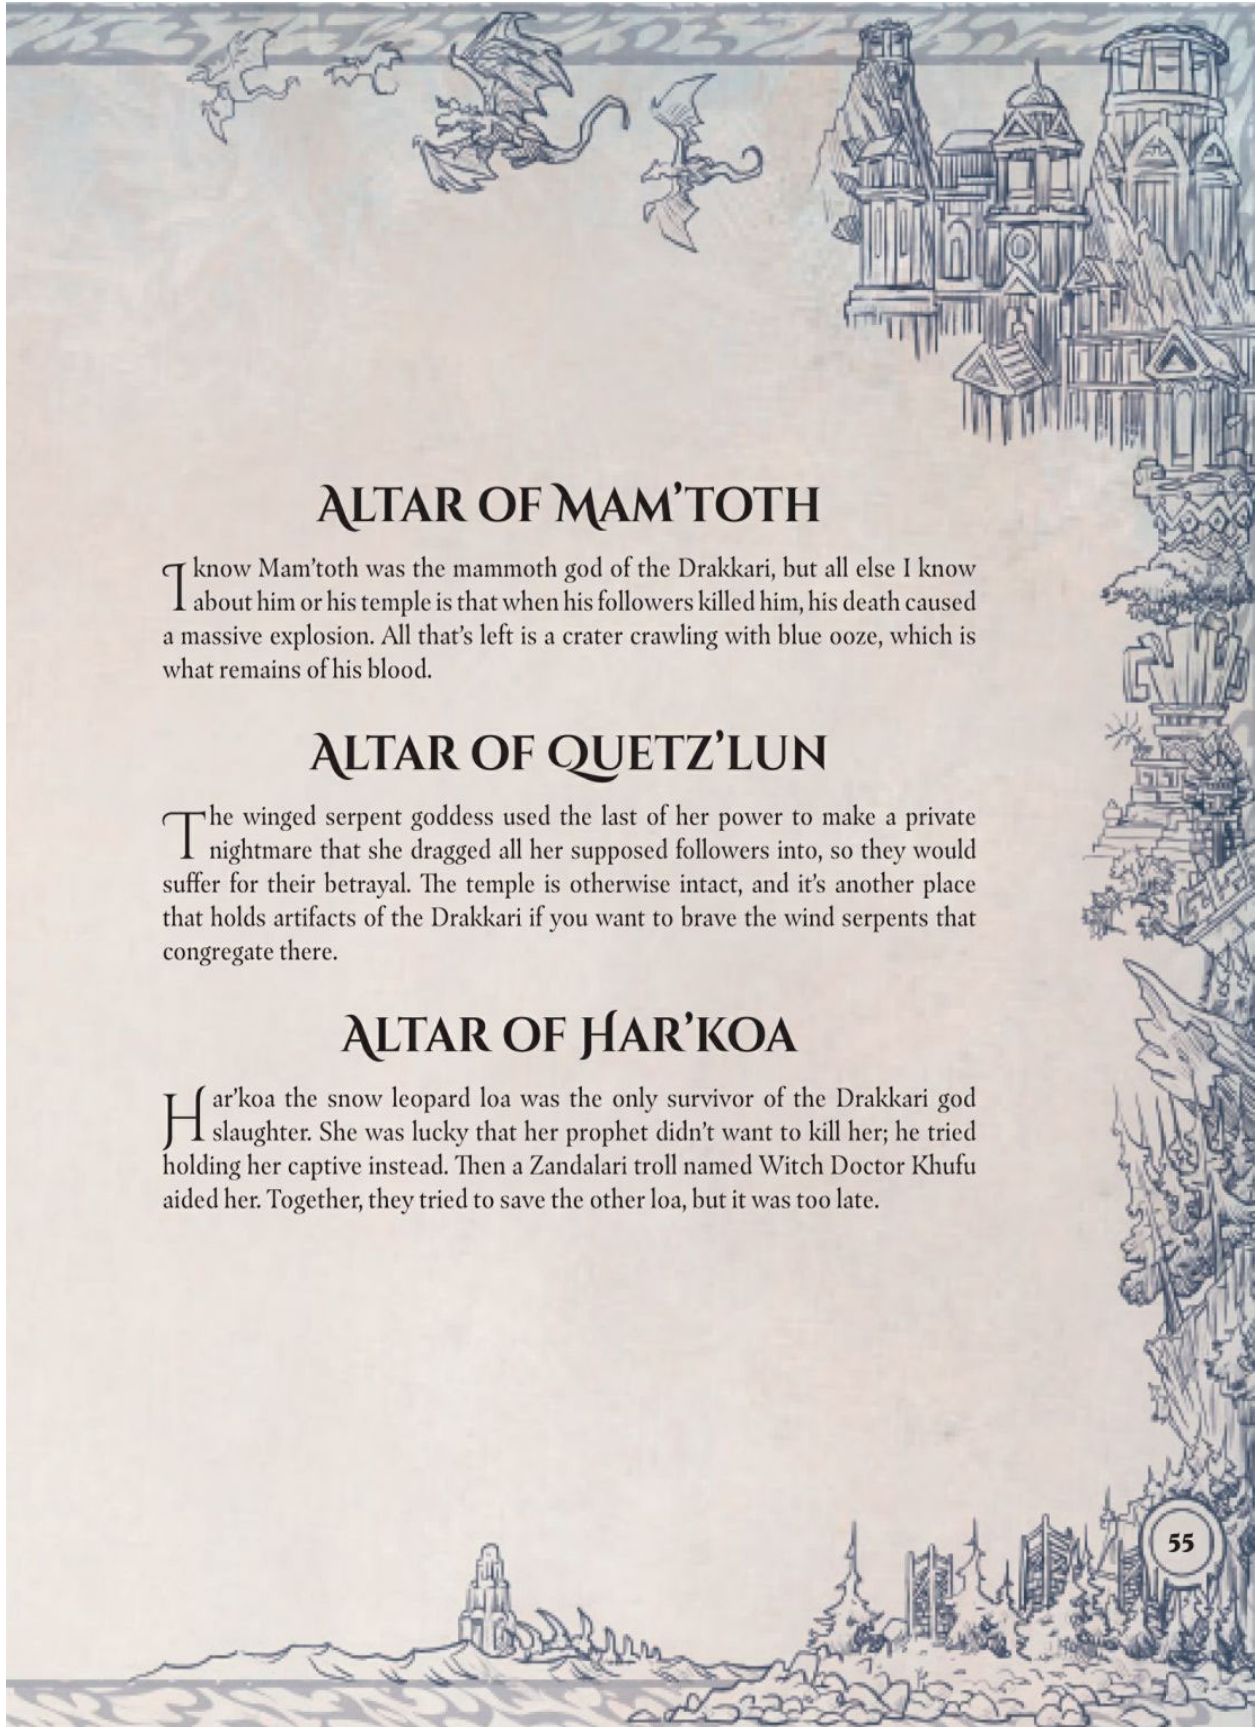 ALTAR OF MAM’TOTH
I know Mam’toth was the mammoth god of the Drakkari, but all else I know
about him or his temple is that when his followers killed him, his death caused
a massive explosion. All that’s left is a crater crawling with blue ooze, which is
what remains of his blood.
ALTAR OF QUETZ’LUN
The winged serpent goddess used the last of her power to make a private
nightmare that she dragged all her supposed followers into, so they would
suffer for their betrayal. The temple is otherwise intact, and it’s another place
that holds artifacts of the Drakkari if you want to brave the wind serpents that
congregate there.
ALTAR OF HAR’KOA
Har’koa the snow leopard loa was the only survivor of the Drakkari god
slaughter. She was lucky that her prophet didn’t want to kill her; he tried
holding her captive instead. Then a Zandalari troll named Witch Doctor Khufu
aided her. Together, they tried to save the other loa, but it was too late.
55